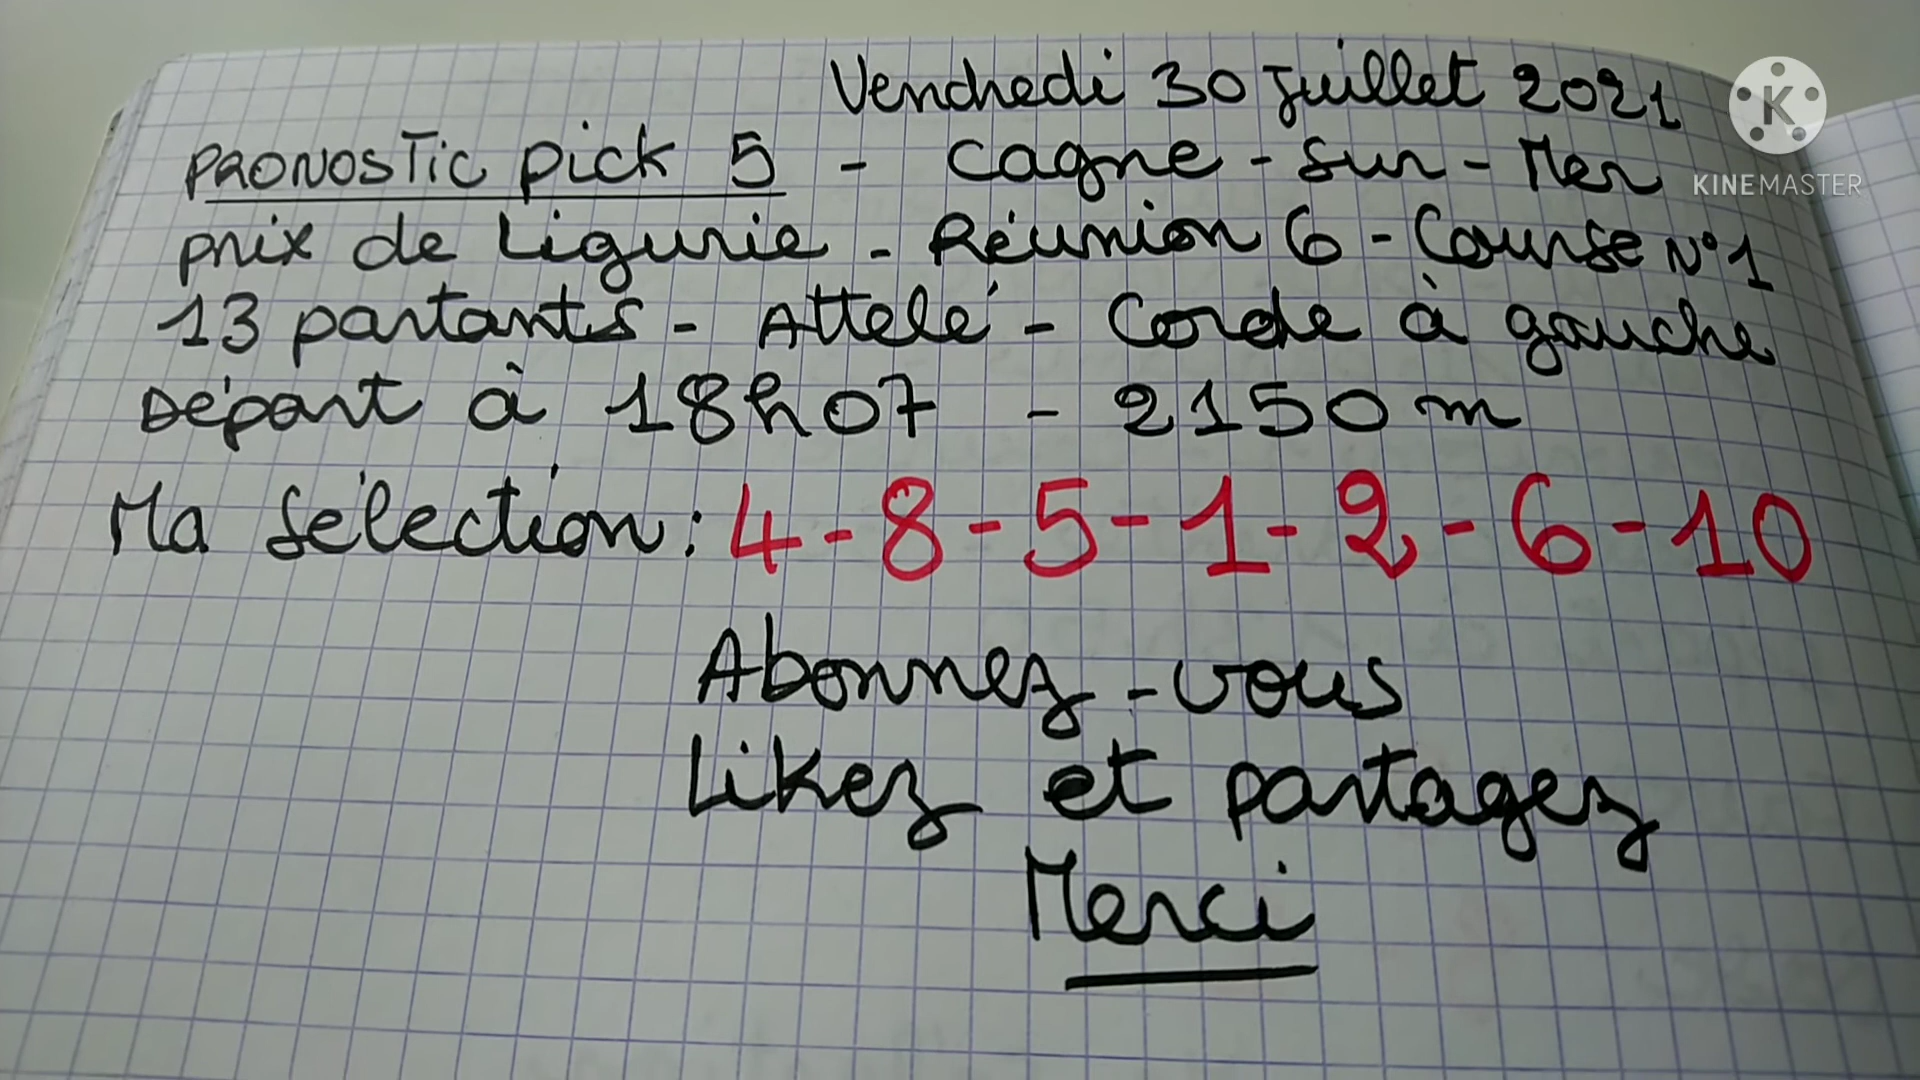 Vendredi 30 Juillet 2021
PRONOSTIC pick 5 - Cagne - Sur - Mer
prix de Ligurie - Réunion 6 - Course N°1
13 partants - Attelé - Corde à gauche
Départ à 18h07 - 2150 m
Ma Sélection : 4 - 8 - 5 - 1 - 2 - 6 - 10
Abonnez - vous
Likez et partagez
Merci
K
KINEMASTER